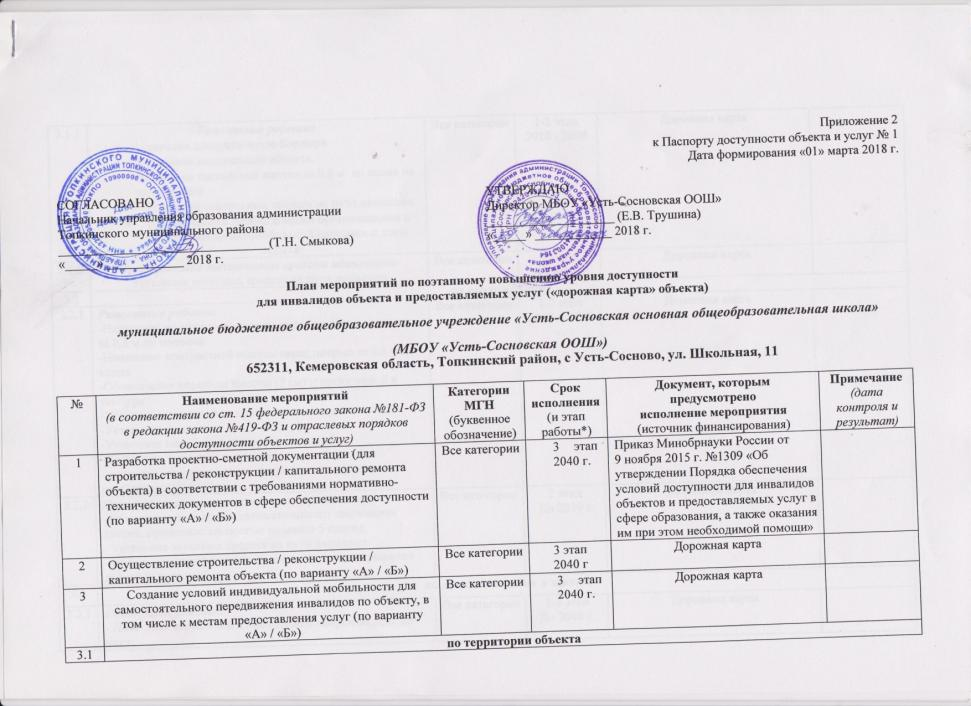 Приложение 2
к Паспорту доступности объекта и услуг № 1
Дата формирования «01» марта 2018 г.
СОГЛАСОВАНО
Начальник управления образования администрации
Топкинского муниципального района
(Т.Н. Смыкова)
2018 г.
УТВЕРЖДАЮ
Директор МБОУ «Усть-Сосновская ООШ»
(Е.В. Трушина)
2018 г.
План мероприятий по поэтапному повышению уровня доступности
для инвалидов объекта и предоставляемых услуг («дорожная карта» объекта)
муниципальное бюджетное общеобразовательное учреждение «Усть-Сосновская основная общеобразовательная школа»
(МБОУ «Усть-Сосновская ООШ»)
652311, Кемеровская область, Топкинский район, с Усть-Сосново, ул. Школьная, 11
№
Наименование мероприятий
(в соответствии со ст. 15 федерального закона №181-ФЗ
в редакции закона №419-ФЗ и отраслевых порядков
доступности объектов и услуг)
Категории
МГН
(буквенное
обозначение)
Срок
исполнения
(и этап
работы*)
Документ, которым
предусмотрено
исполнение мероприятия
(источник финансирования)
Примечание
(дата
контроля и
результат)
1
Разработка проектно-сметной документации (для
строительства / реконструкции / капитального ремонта
объекта) в соответствии с требованиями нормативно-
технических документов в сфере обеспечения доступности
(по варианту «А» / «Б»)
Все категории
3 этап
2040 г.
Приказ Минобрнауки России от
9 ноября 2015 г. №1309 «Об
утверждении Порядка обеспечения
условий доступности для инвалидов
объектов и предоставляемых услуг в
сфере образования, а также оказания
им при этом необходимой помощи»
2
Осуществление строительства / реконструкции /
капитального ремонта объекта (по варианту «А» / «Б»)
Все категории
3 этап
2040 г
Дорожная карта
3
Создание условий индивидуальной мобильности для
самостоятельного передвижения инвалидов по объекту, в
том числе к местам предоставления услуг (по варианту
«А» / «Б»)
Все категории
3 этап
2040 г.
Дорожная карта
3.1
по территории объекта